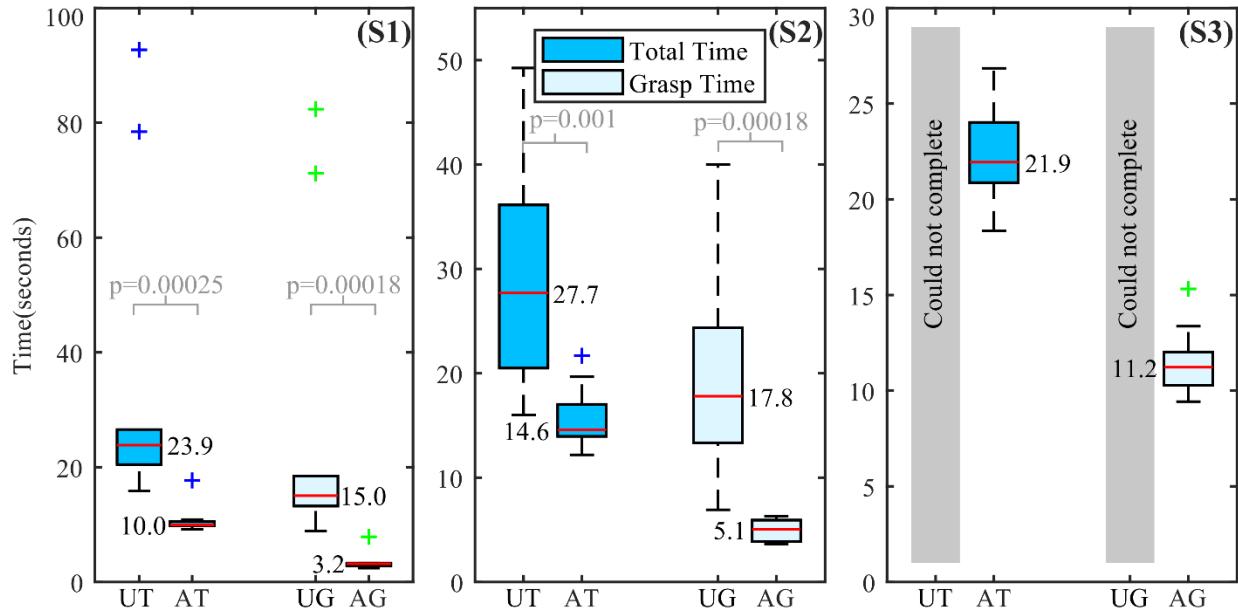 Time(seconds)
100
80
60
40
20
0
(S1)
p=0.00025
p=0.00018
23.9
10.0
15.0
3.2
UT
AT
UG
AG
50
40
30
20
10
0
(S2)
Total Time
Grasp Time
p=0.001
p=0.00018
27.7
14.6
17.8
5.1
UT
AT
UG
AG
30
25
20
15
10
5
0
(S3)
Could not complete
21.9
Could not complete
11.2
UT
AT
UG
AG